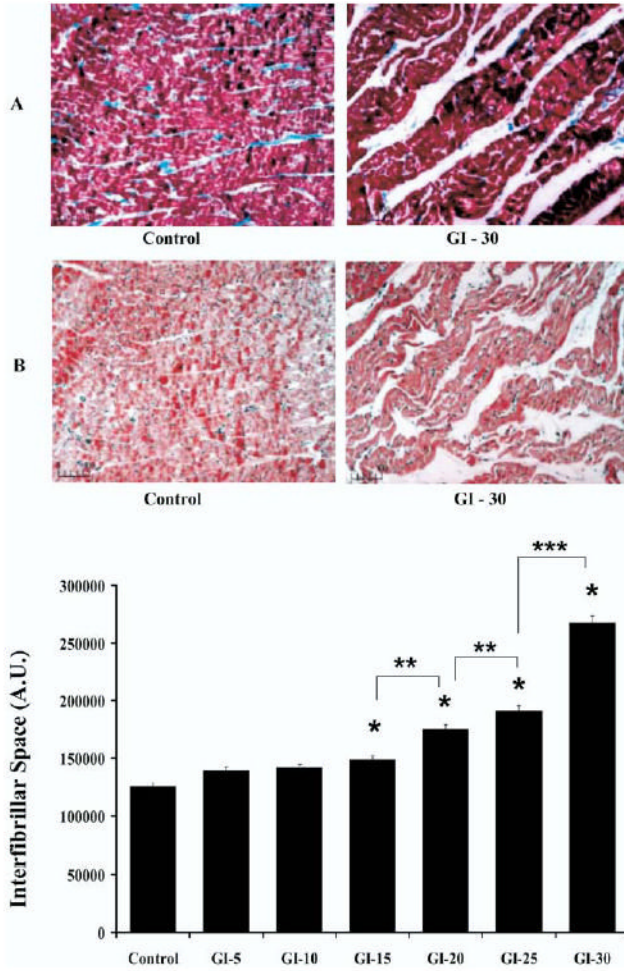 A
Control
GI - 30
B
Control
GI - 30
Interfibrillar Space (A.U.)
300000
250000
200000
150000
100000
50000
0
*
**
*
**
*
***
*
Control
GI-5
GI-10
GI-15
GI-20
GI-25
GI-30